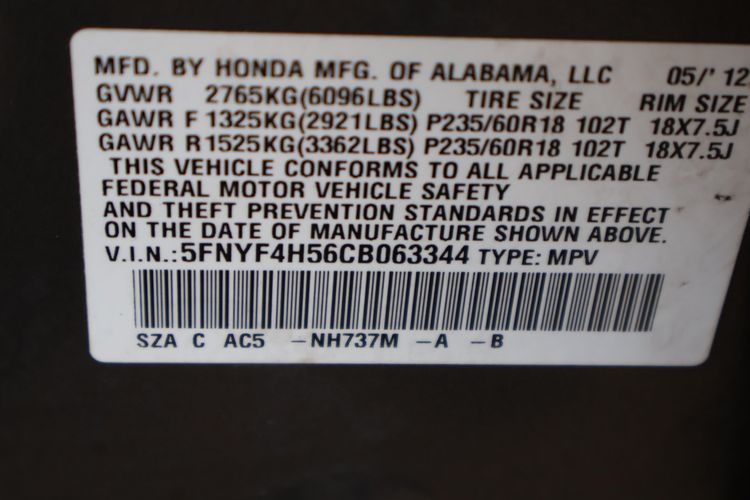 MFD. BY HONDA MFG. OF ALABAMA, LLC 05/' 12
GVWR 2765KG(6096LBS) TIRE SIZE RIM SIZE
GAWR F 1325KG(2921LBS) P235/60R18 102T 18X7.5J
GAWR R 1525KG(3362LBS) P235/60R18 102T 18X7.5J
THIS VEHICLE CONFORMS TO ALL APPLICABLE
FEDERAL MOTOR VEHICLE SAFETY
AND THEFT PREVENTION STANDARDS IN EFFECT
ON THE DATE OF MANUFACTURE SHOWN ABOVE.
V.I.N.:5FNYF4H56CB063344 TYPE: MPV
SZA C AC5 -NH737M -A -B